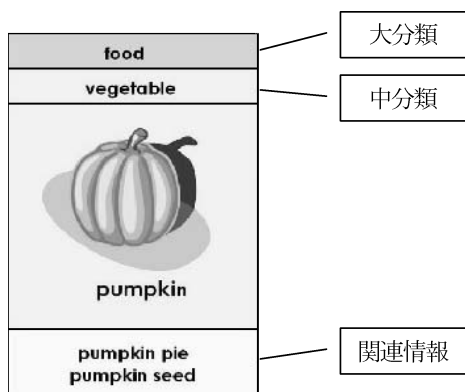 food
大分類
vegetable
中分類
pumpkin
pumpkin pie
pumpkin seed
関連情報